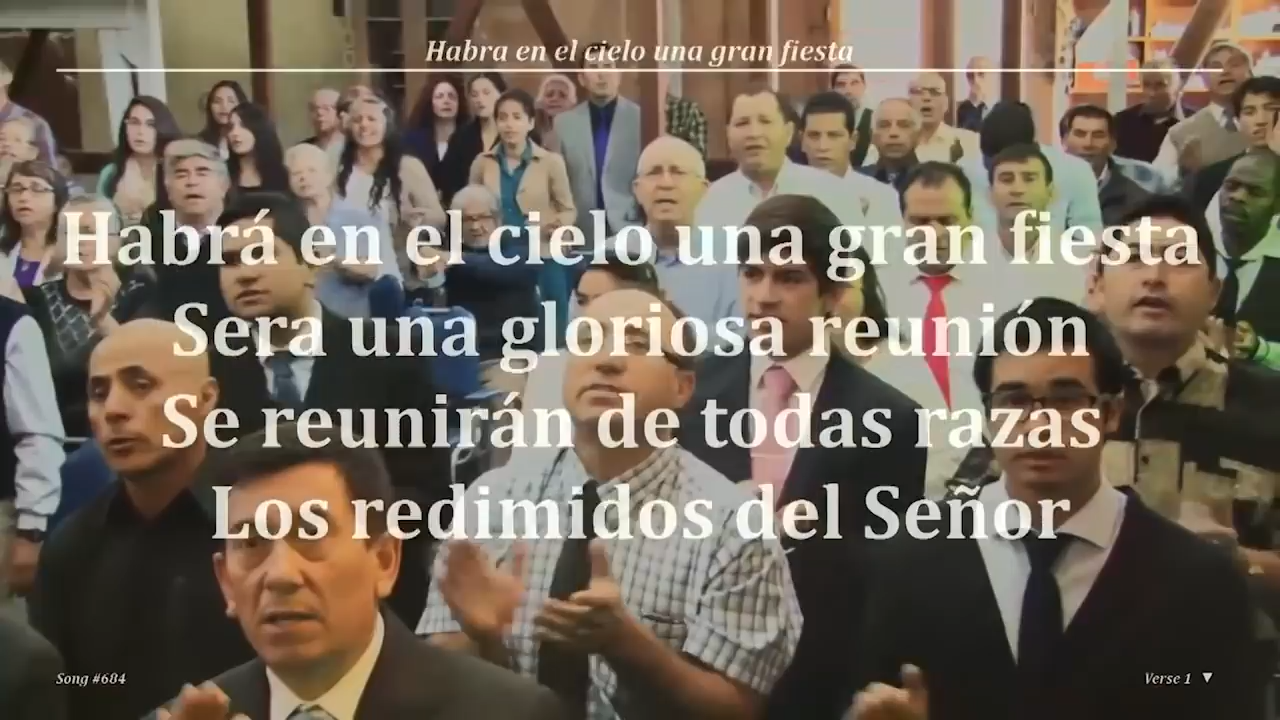 Habra en el cielo una gran fiesta
Habrá en el cielo una gran fiesta
Sera una gloriosa reunión
Se reunirán de todas razas
Los redimidos del Señor
Song #684
Verse 1 ▼